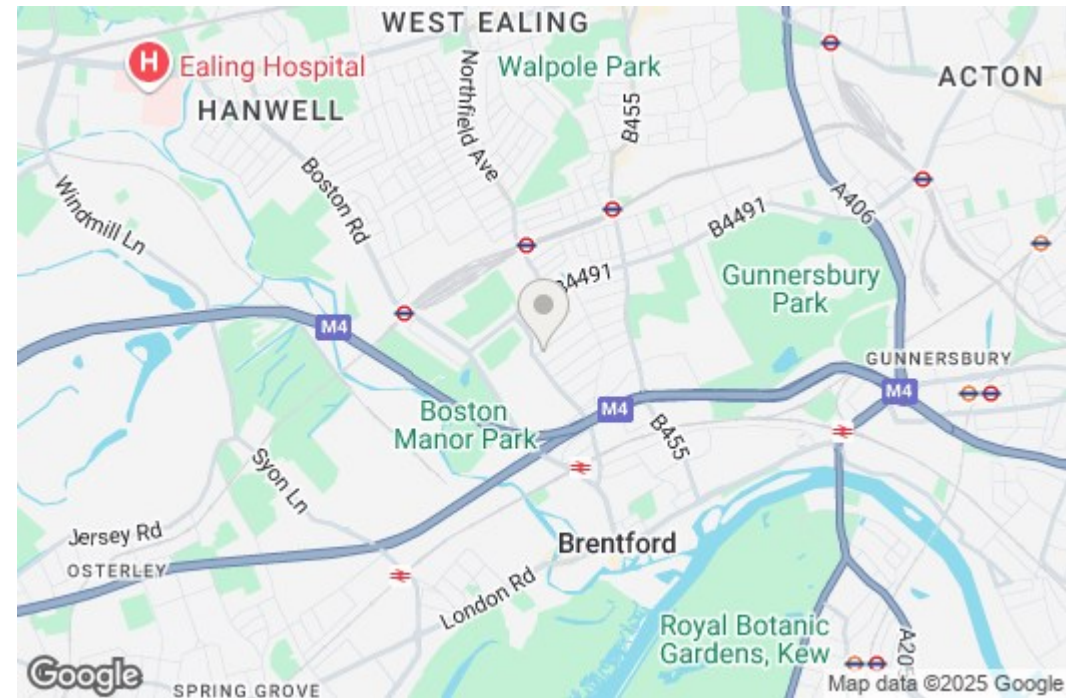 WEST EALING
H
Ealing Hospital
Walpole Park
ACTON
HANWELL
Northfield Ave
B455
Boston Rd
Windmill Ln
A406
B4491
B4491
Gunnersbury
Park
M4
GUNNERSBURY
M4
M4
Boston
Manor Park
B455
Syon Ln
Jersey Rd
Brentford
OSTERLEY
London Rd
Royal Botanic
Gardens, Kew
Google
SPRING GROVE
Map data ©2025 Google